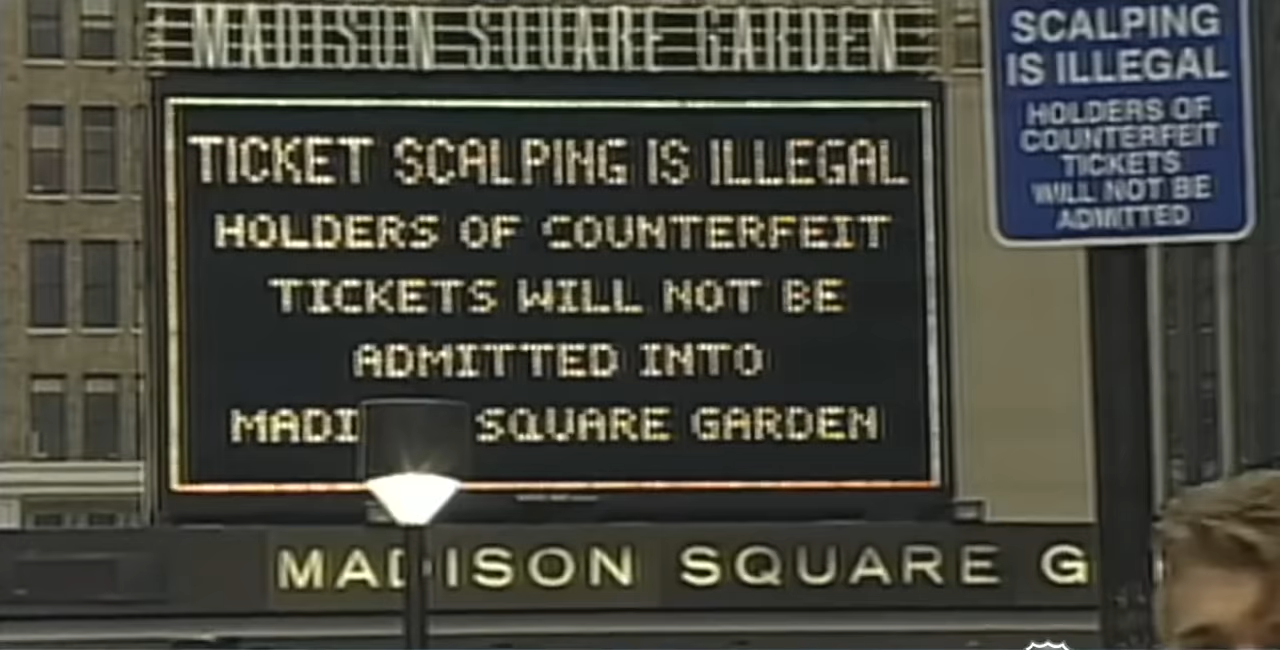 MADISON SQUARE GARDEN
TICKET SCALPING IS ILLEGAL
HOLDERS OF COUNTERFEIT
TICKETS WILL NOT BE
ADMITTED INTO
MADI SQUARE GARDEN
MADISON SQUARE G
SCALPING
IS ILLEGAL
HOLDERS OF
COUNTERFEIT
TICKETS
WILL NOT BE
ADMITTED